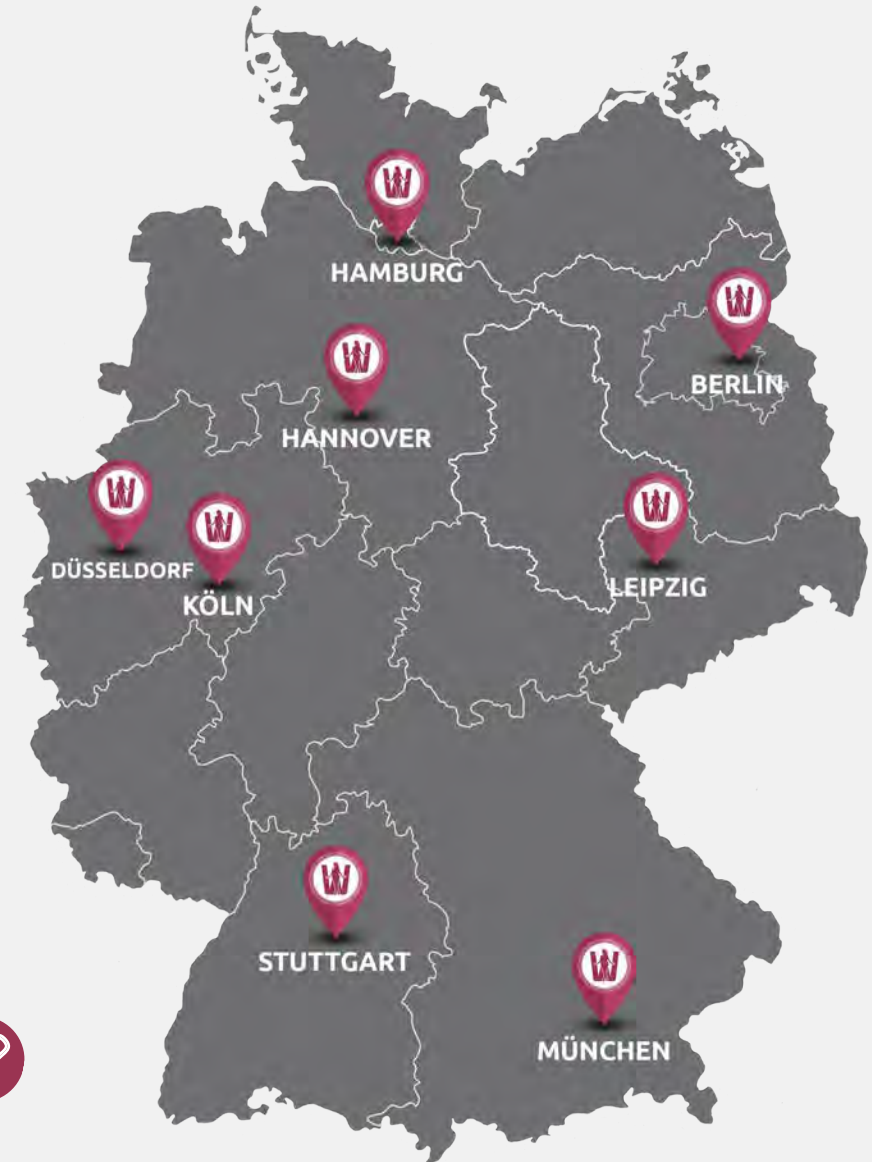 HAMBURG
BERLIN
HANNOVER
DÜSSELDORF
KÖLN
LEIPZIG
STUTTGART
MÜNCHEN